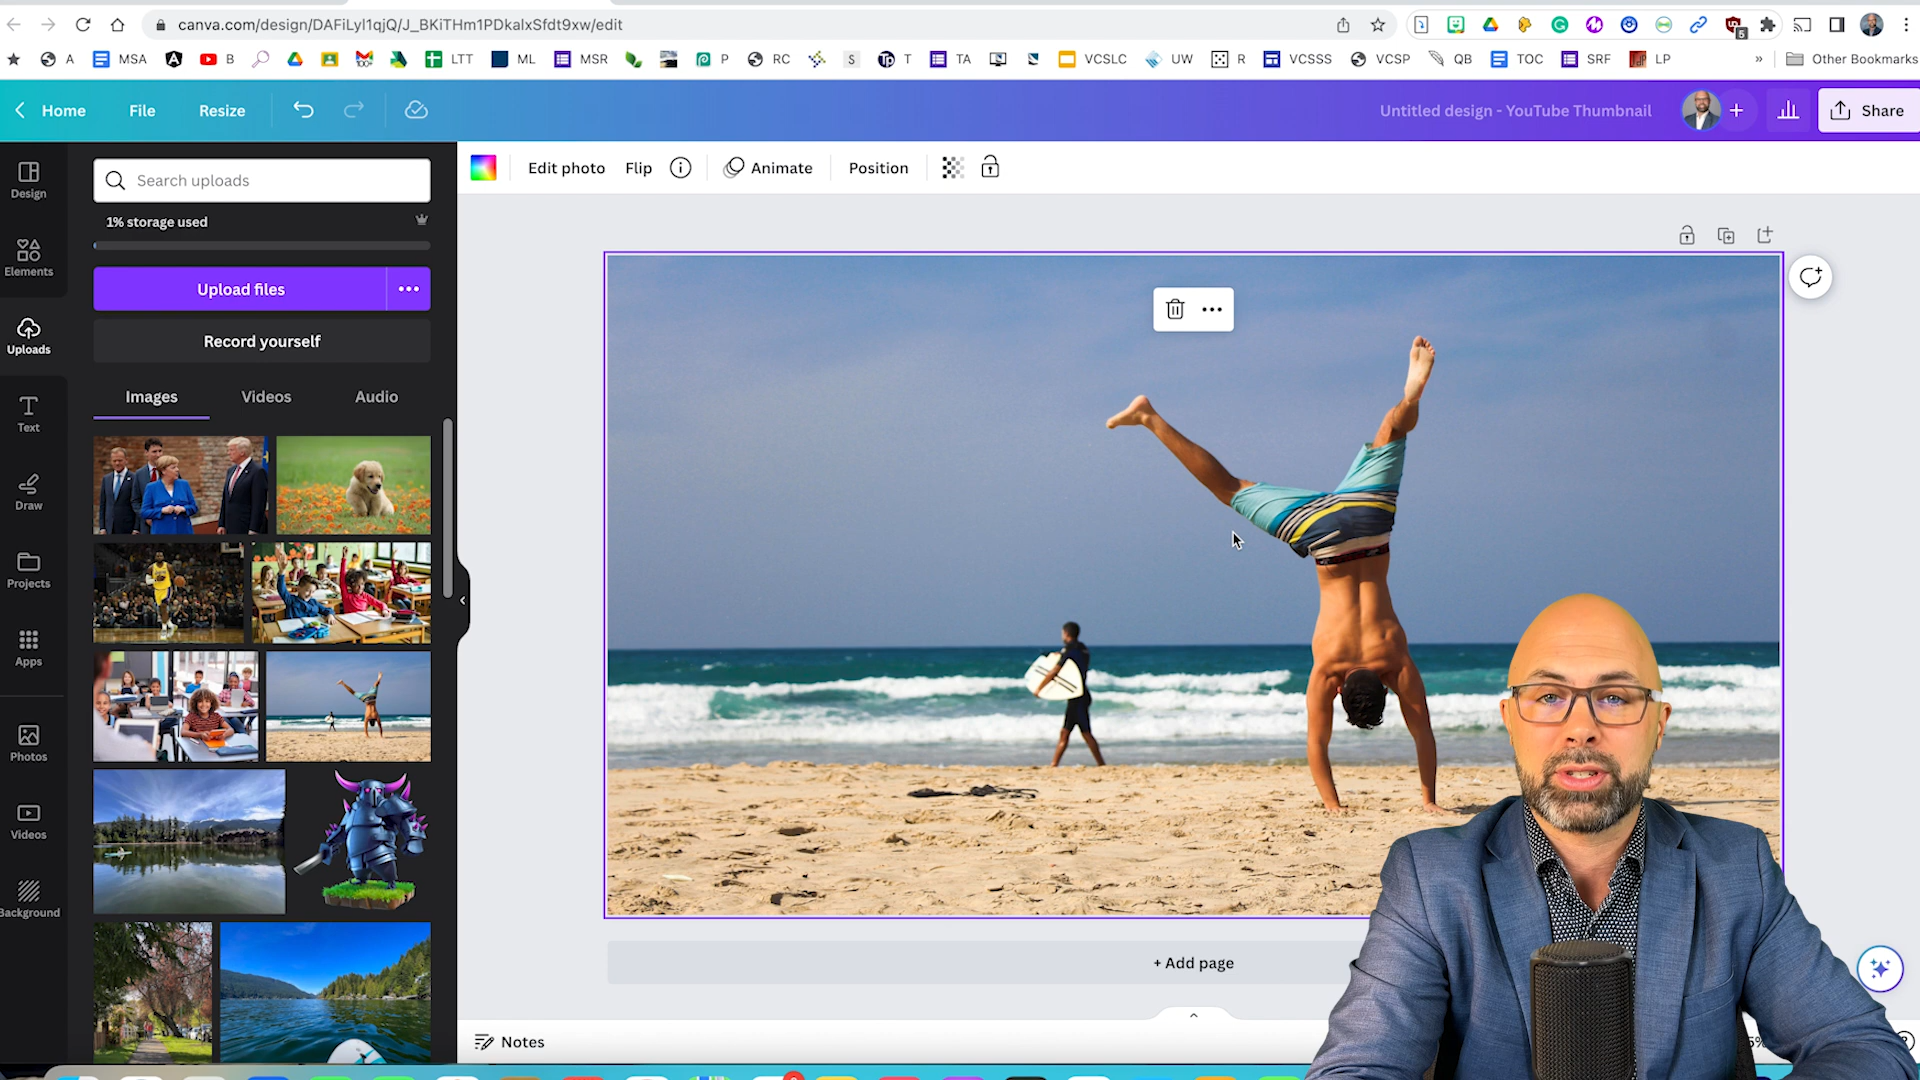 canva.com/design/DAFiLyl1qjQ/J_BKiTHm1PDkalxSfdt9xw/edit
5
A MSA B LTT ML MSR P RC S T TA VCSLC UW R VCSSS VCSP QB TOC SRF LP » Other Bookmarks
Home File Resize Untitled design - YouTube Thumbnail + Share
Design
Elements
Uploads
Text
Draw
Projects
Apps
Photos
Videos
Background
Search uploads
1% storage used
Upload files
Record yourself
Images Videos Audio
Edit photo Flip Animate Position
+ Add page
Notes